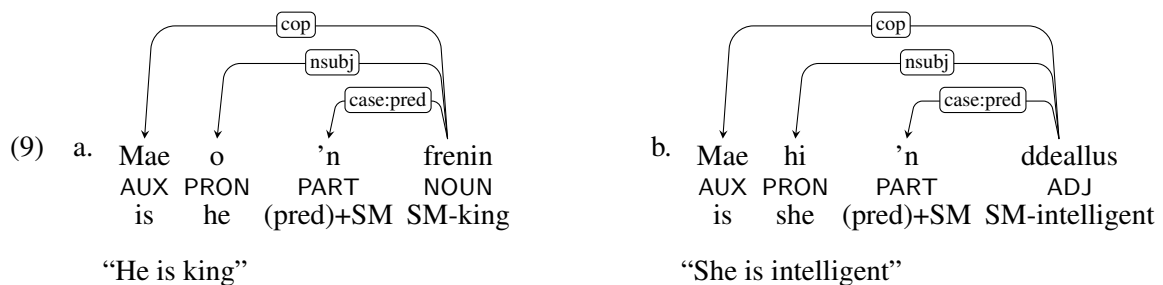 cop cop
nsubj nsubj
case:pred case:pred
(9) a. Mae o 'n frenin b. Mae hi 'n ddeallus
AUX PRON PART NOUN AUX PRON PART ADJ
is he (pred)+SM SM-king is she (pred)+SM SM-intelligent
“He is king” “She is intelligent”